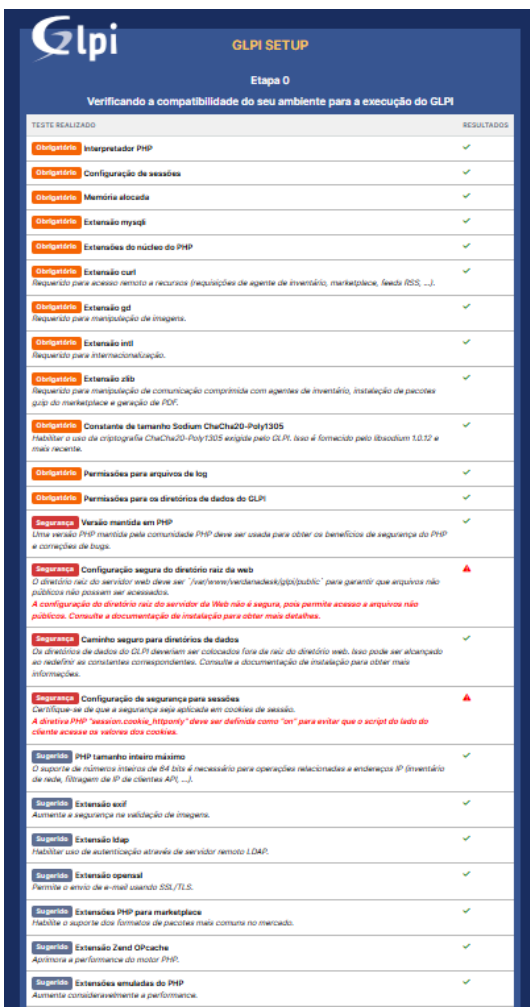 Glpi
GLPI SETUP
Etapa 0
Verificando a compatibilidade do seu ambiente para a execução do GLPI
TESTE REALIZADO RESULTADOS
Obrigatório Interpretador PHP
Obrigatório Configuração de sessões
Obrigatório Memória alocada
Obrigatório Extensão mysqli
Obrigatório Extensões do núcleo do PHP
Obrigatório Extensão curl
Requerido para acesso remoto a recursos (requisições de agente de inventário, marketplace, feeds RSS, ...).
Obrigatório Extensão gd
Requerido para manipulação de imagens.
Obrigatório Extensão intl
Requerido para internacionalização.
Obrigatório Extensão zlib
Requerido para manipulação de comunicação comprimida com agentes de inventário, instalação de pacotes
gzip do marketplace e geração de PDF.
Obrigatório Constante de tamanho Sodium ChaCha20-Poly1305
Habilitar o uso da criptografia ChaCha20-Poly1305 exigida pelo GLPI. Isso é fornecido pelo libsodium 1.0.12 e
mais recente.
Obrigatório Permissões para arquivos de log
Obrigatório Permissões para os diretórios de dados do GLPI
Segurança Versão mantida em PHP
Uma versão PHP mantida pela comunidade PHP deve ser usada para obter os benefícios de segurança do PHP
e correções de bugs.
Segurança Configuração segura do diretório raiz da web
O diretório raiz do servidor web deve ser `/var/www/verdanadesk/glpi/public` para garantir que arquivos não
públicos não possam ser acessados.
A configuração do diretório raiz do servidor da Web não é segura, pois permite acesso a arquivos não
públicos. Consulte a documentação de instalação para obter mais detalhes.
Segurança Caminho seguro para diretórios de dados
Os diretórios de dados do GLPI deveriam ser colocados fora da raiz do diretório web. Isso pode ser alcançado
ao redefinir as constantes correspondentes. Consulte a documentação de instalação para obter mais
informações.
Segurança Configuração de segurança para sessões
Certifique-se de que a segurança seja aplicada em cookies de sessão.
A diretiva PHP "session.cookie_httponly" deve ser definida como "on" para evitar que o script do lado do
cliente acesse os valores dos cookies.
Sugerido PHP tamanho inteiro máximo
O suporte de números inteiros de 64 bits é necessário para operações relacionadas a endereços IP (inventário
de rede, filtragem de IP de clientes API, ...).
Sugerido Extensão exif
Aumenta a segurança na validação de imagens.
Sugerido Extensão ldap
Habilitar uso de autenticação através de servidor remoto LDAP.
Sugerido Extensão openssl
Permite o envio de e-mail usando SSL/TLS.
Sugerido Extensões PHP para marketplace
Habilite o suporte dos formatos de pacotes mais comuns no mercado.
Sugerido Extensão Zend OPcache
Aprimora a performance do motor PHP.
Sugerido Extensões emuladas do PHP
Aumenta consideravelmente a performance.